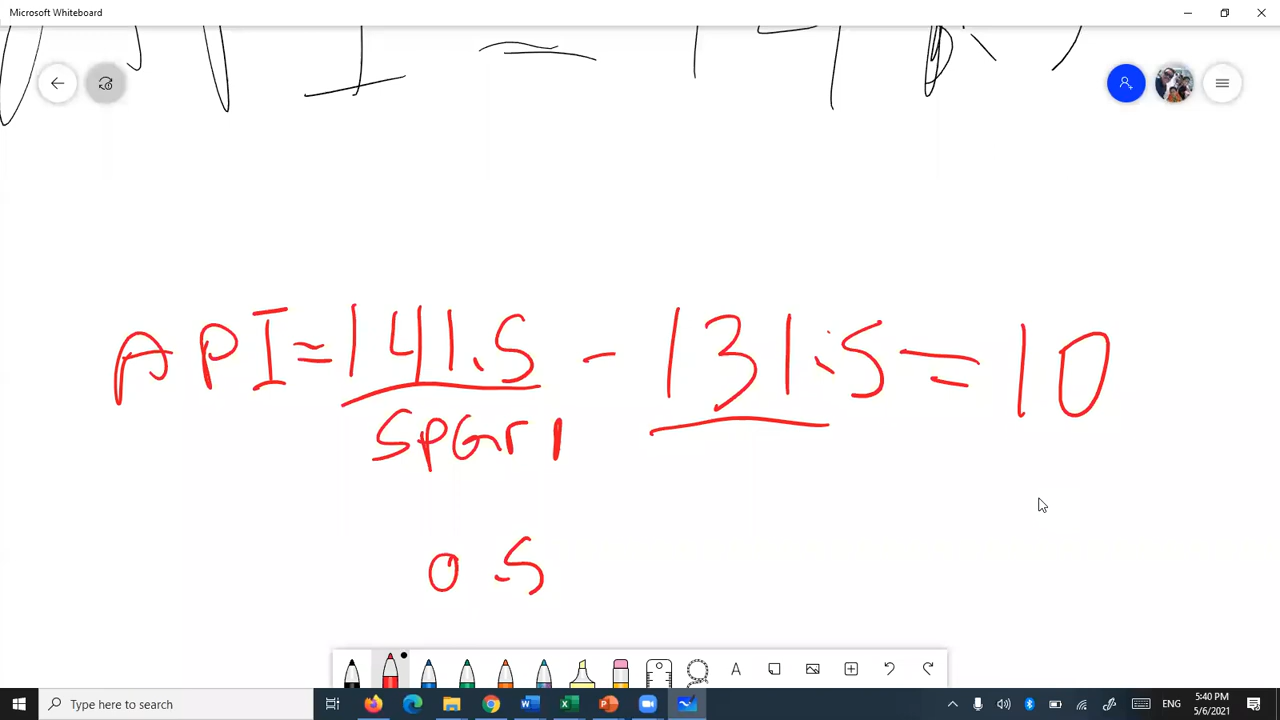 Microsoft Whiteboard
API = 141.5 - 131.5 = 10
SPGr 1
0.5
A
Type here to search
ENG
5:40 PM
5/6/2021